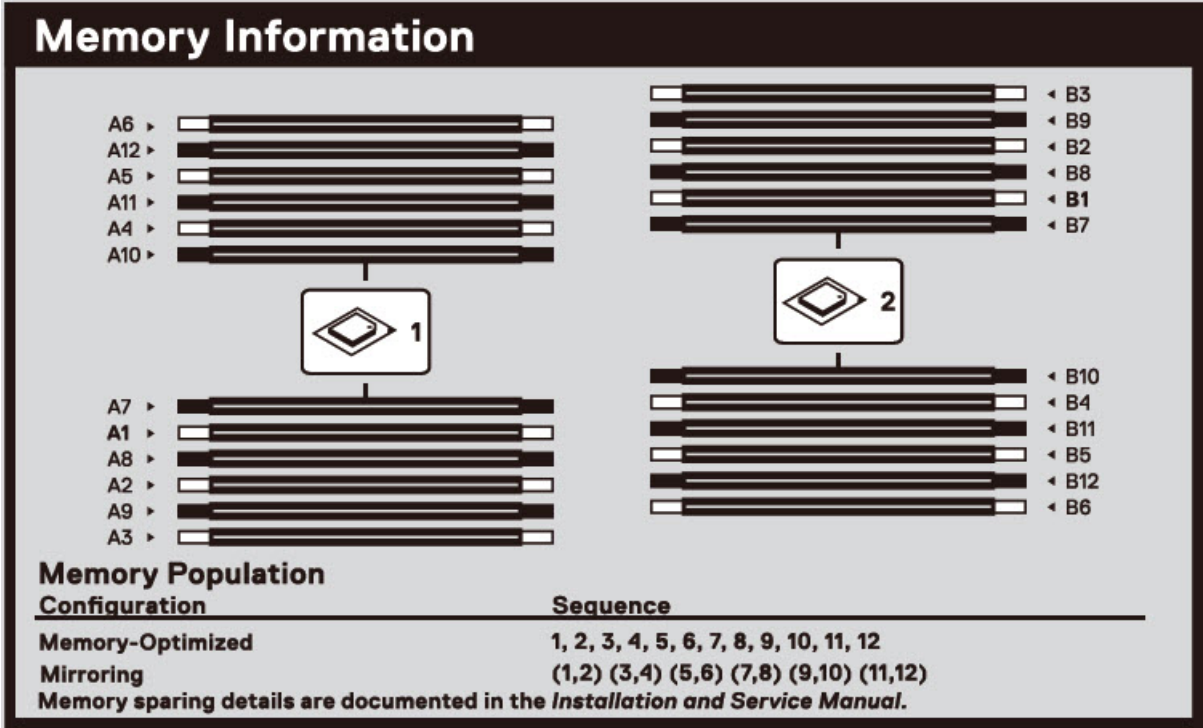 Memory Information
A6
A12
A5
A11
A4
A10
1
A7
A1
A8
A2
A9
A3
B3
B9
B2
B8
B1
B7
2
B10
B4
B11
B5
B12
B6
Memory Population
Configuration Sequence
Memory-Optimized 1, 2, 3, 4, 5, 6, 7, 8, 9, 10, 11, 12
Mirroring (1,2) (3,4) (5,6) (7,8) (9,10) (11,12)
Memory sparing details are documented in the Installation and Service Manual.